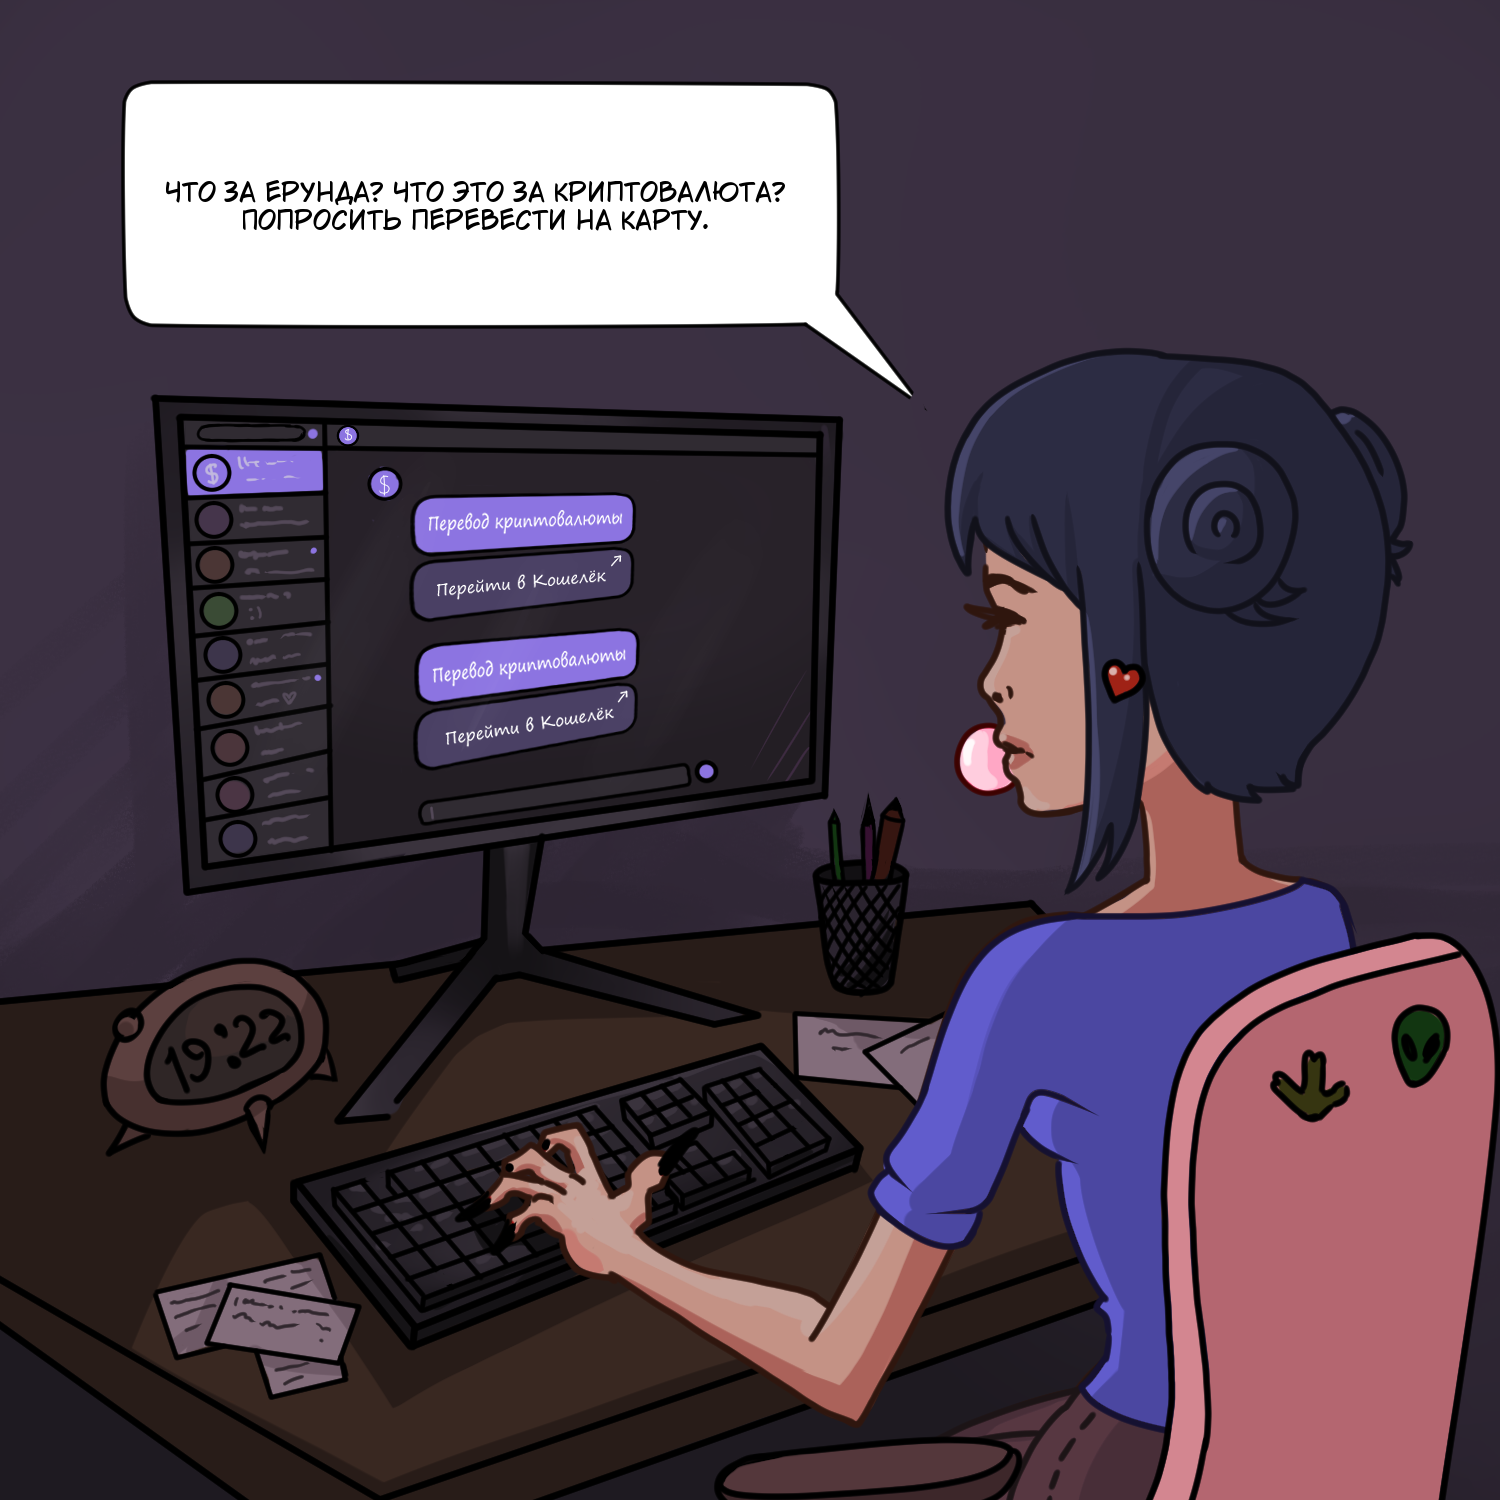 ЧТО ЗА ЕРУНДА? ЧТО ЭТО ЗА КРИПТОВАЛЮТА?
ПОПРОСИТЬ ПЕРЕВЕСТИ НА КАРТУ.
$
$
$
Перевод криптовалюты
Перейти в Кошелёк
:)
Перевод криптовалюты
Перейти в Кошелёк
19:22